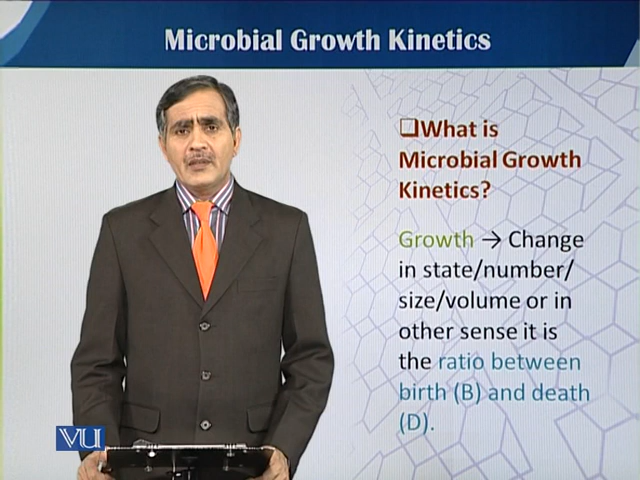 Microbial Growth Kinetics
❑What is
Microbial Growth
Kinetics?
Growth → Change
in state/number/
size/volume or in
other sense it is
the ratio between
birth (B) and death
(D).
VU